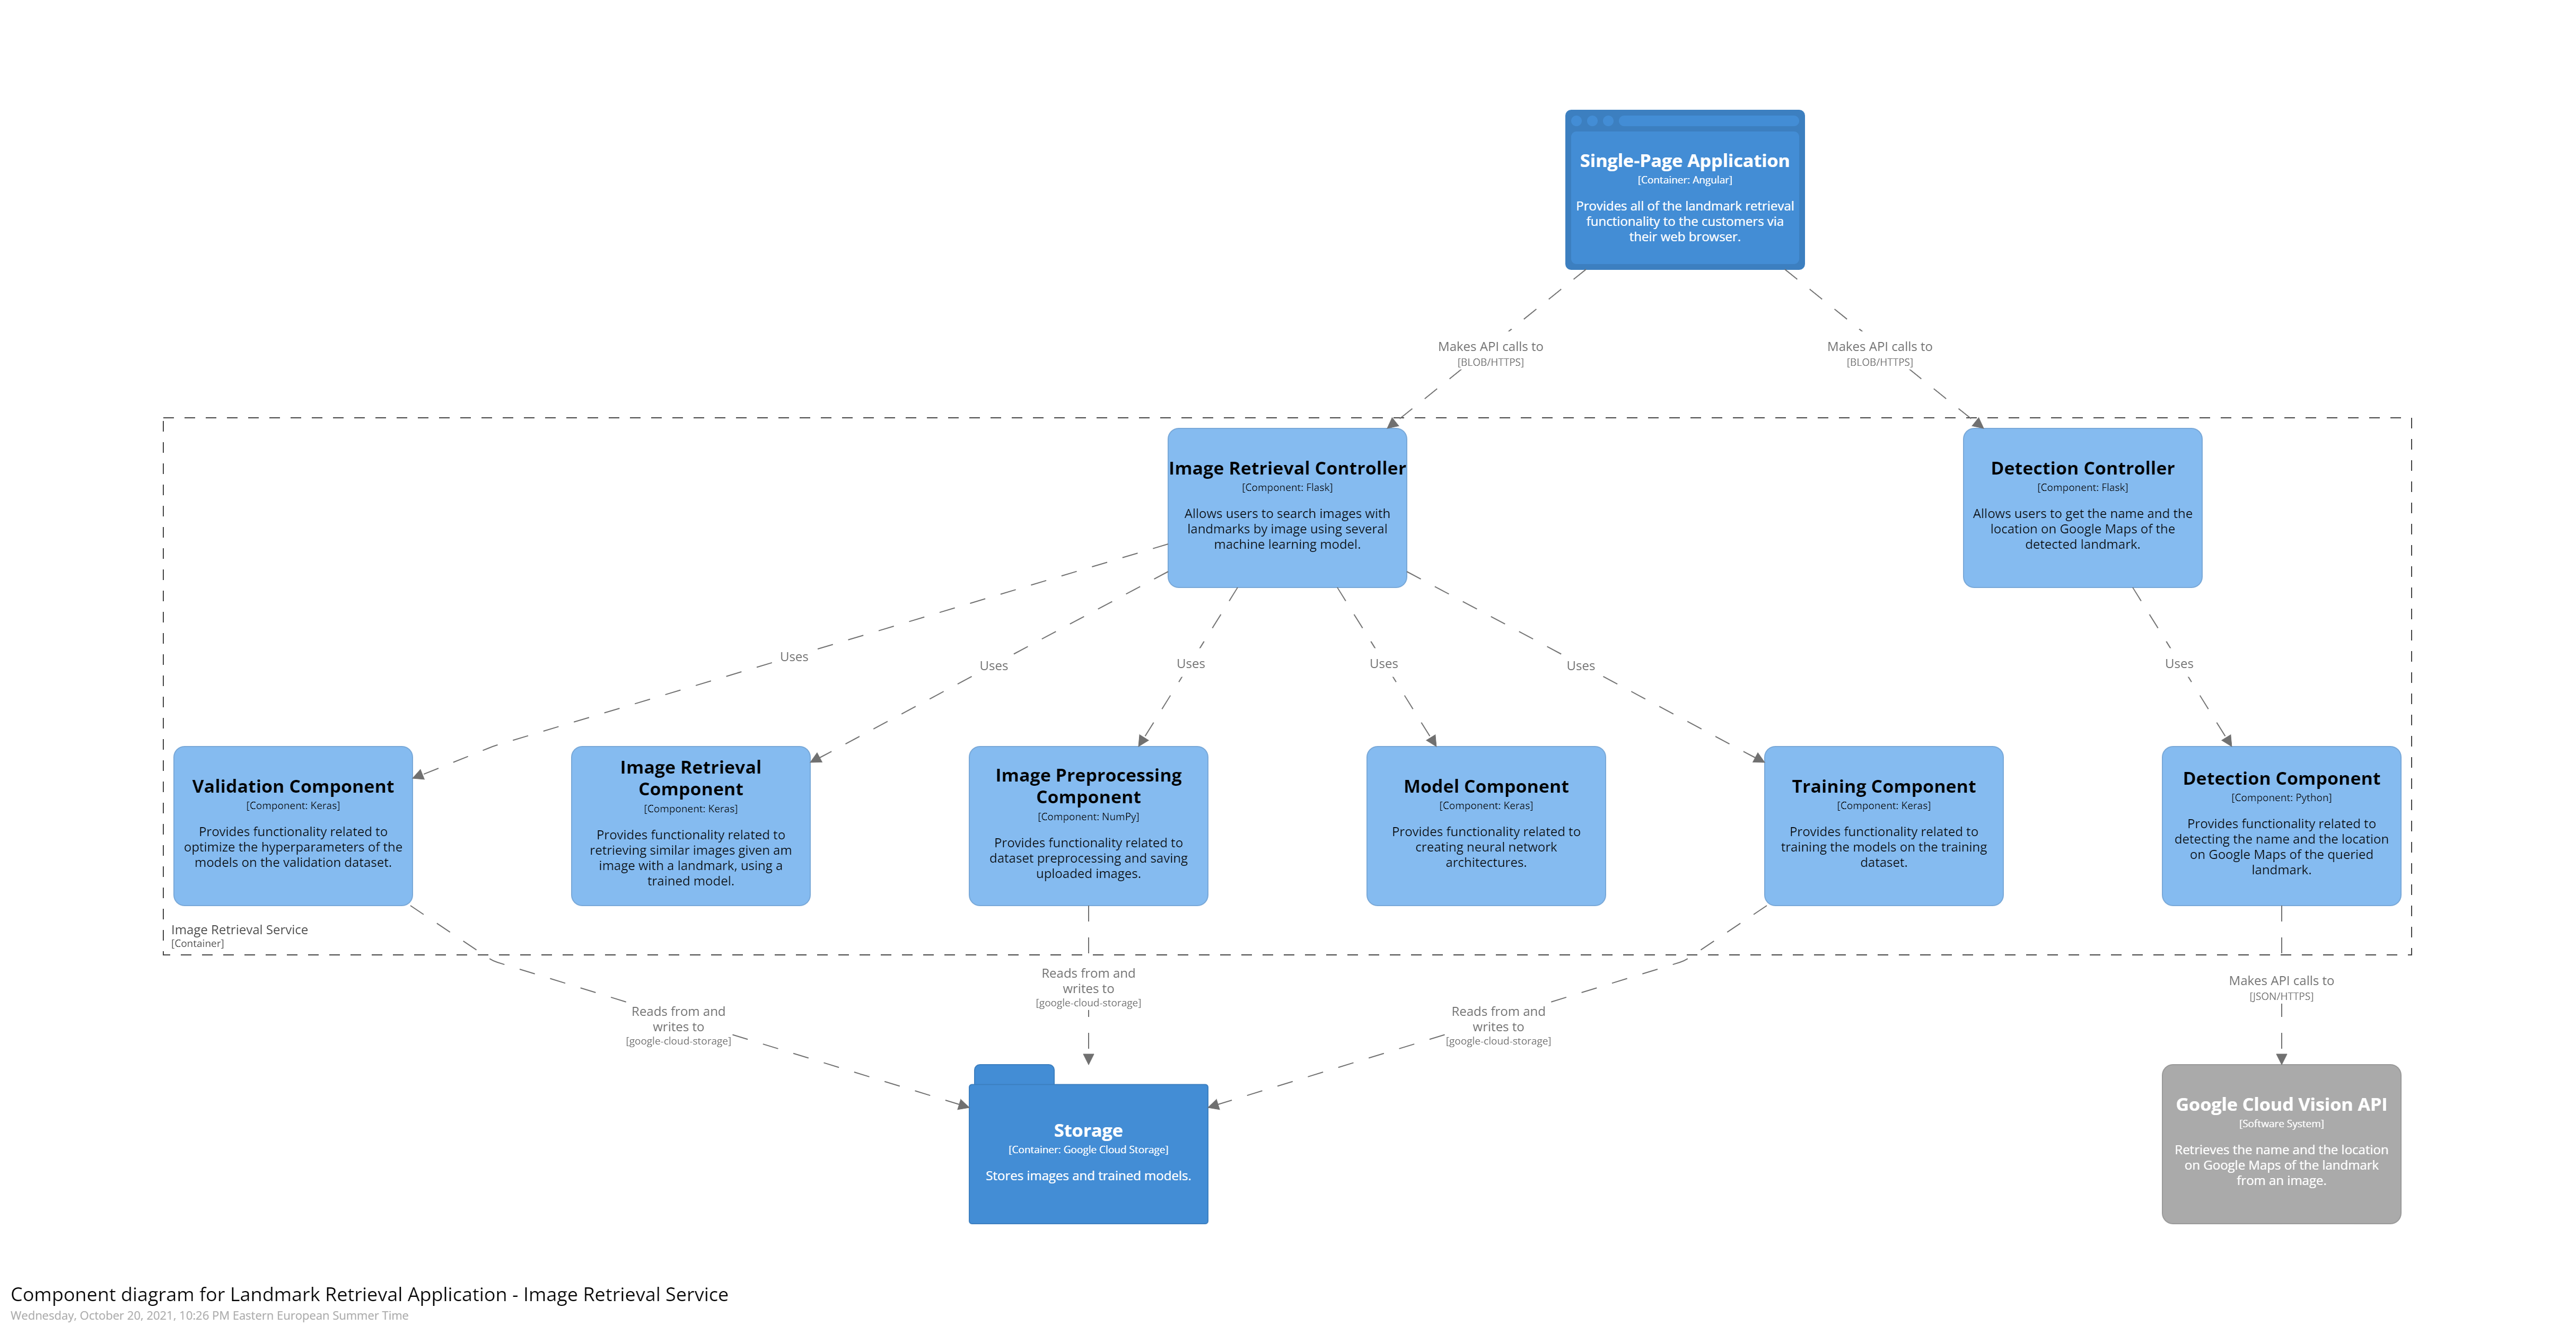 Single-Page Application
[Container: Angular]
Provides all of the landmark retrieval
functionality to the customers via
their web browser.
Makes API calls to
[BLOB/HTTPS]
Makes API calls to
[BLOB/HTTPS]
Image Retrieval Controller
[Component: Flask]
Allows users to search images with
landmarks by image using several
machine learning model.
Detection Controller
[Component: Flask]
Allows users to get the name and the
location on Google Maps of the
detected landmark.
Uses
Uses
Uses
Uses
Uses
Uses
Validation Component
[Component: Keras]
Provides functionality related to
optimize the hyperparameters of the
models on the validation dataset.
Image Retrieval
Component
[Component: Keras]
Provides functionality related to
retrieving similar images given am
image with a landmark, using a
trained model.
Image Preprocessing
Component
[Component: NumPy]
Provides functionality related to
dataset preprocessing and saving
uploaded images.
Model Component
[Component: Keras]
Provides functionality related to
creating neural network
architectures.
Training Component
[Component: Keras]
Provides functionality related to
training the models on the training
dataset.
Detection Component
[Component: Python]
Provides functionality related to
detecting the name and the location
on Google Maps of the queried
landmark.
Image Retrieval Service
[Container]
Reads from and
writes to
[google-cloud-storage]
Reads from and
writes to
[google-cloud-storage]
Reads from and
writes to
[google-cloud-storage]
Makes API calls to
[JSON/HTTPS]
Storage
[Container: Google Cloud Storage]
Stores images and trained models.
Google Cloud Vision API
[Software System]
Retrieves the name and the location
on Google Maps of the landmark
from an image.
Component diagram for Landmark Retrieval Application - Image Retrieval Service
Wednesday, October 20, 2021, 10:26 PM Eastern European Summer Time